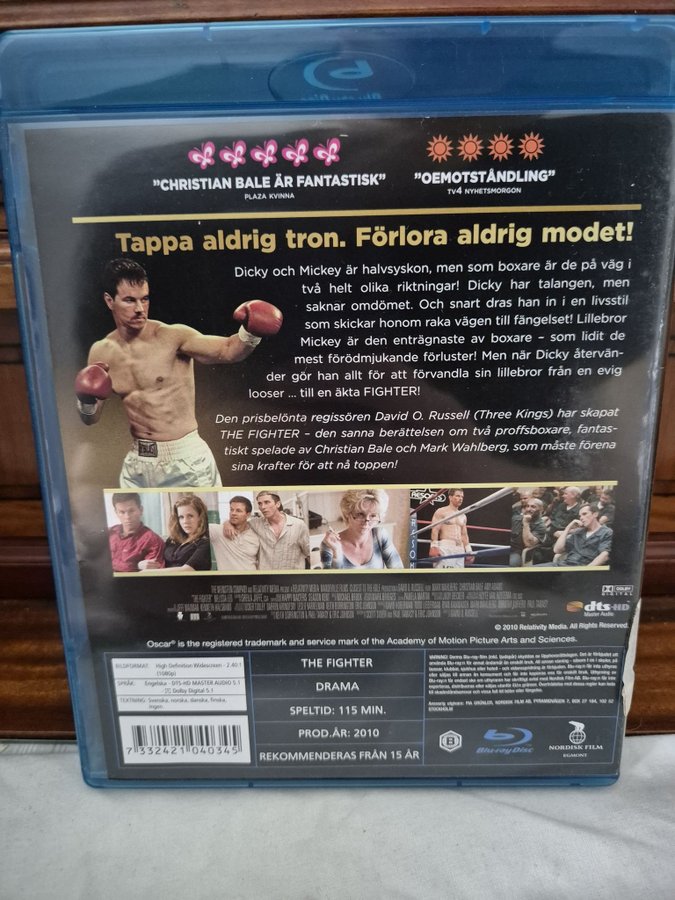 "CHRISTIAN BALE ÄR FANTASTISK"
PLAZA KVINNA
"OEMOTSTÅNDLING"
TV4 NYHETSMORGON
Tappa aldrig tron. Förlora aldrig modet!
Dicky och Mickey är halvsyskon, men som boxare är de på väg i
två helt olika riktningar! Dicky har talangen, men
saknar omdömet. Och snart dras han in i en livsstil
som skickar honom raka vägen till fängelset! Lillebror
Mickey är den enträgnaste av boxare – som lidit de
mest förödmjukande förluster! Men när Dicky återvän-
der gör han allt för att förvandla sin lillebror från en evig
looser ... till en äkta FIGHTER!
Den prisbelönta regissören David O. Russell (Three Kings) har skapat
THE FIGHTER – den sanna berättelsen om två proffsboxare, fantas-
tiskt spelade av Christian Bale och Mark Wahlberg, som måste förena
sina krafter för att nå toppen!
DOLBY
DIGITAL
dts-HD
Master Audio
© 2010 Relativity Media.
Oscar® is the registered trademark and service mark of the Academy of Motion Picture Arts and Sciences.
BILDFORMAT: High Definition Widescreen - 2.40:1
(1080p)
SPRÅK: Engelska - DTS-HD MASTER AUDIO 5.1
Dolby Digital 5.1
TEXTNING: Svenska, norska, danska, finska,
ingen
7 332421 040345
THE FIGHTER
DRAMA
SPELTID: 115 MIN.
PROD.ÅR: 2010
REKOMMENDERAS FRÅN 15 ÅR
B
Blu-ray Disc
NORDISK FILM
EGMONT